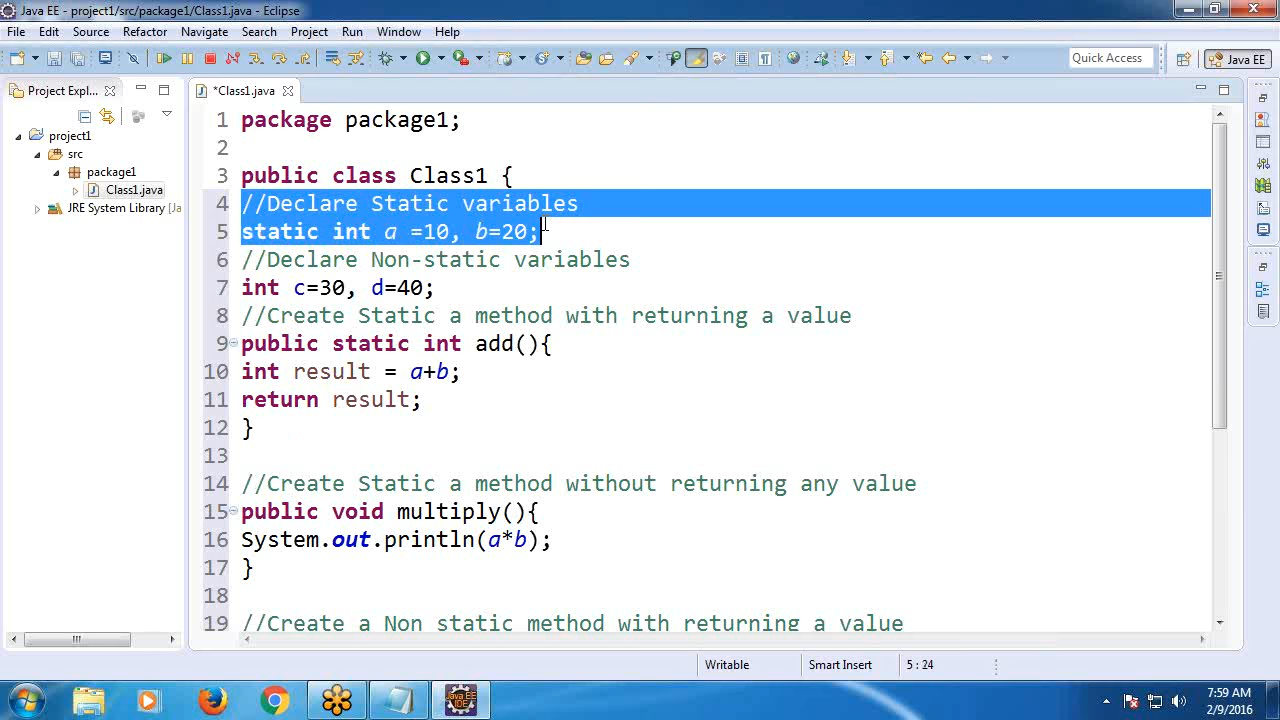 Java EE - project1/src/package1/Class1.java - Eclipse
File Edit Source Refactor Navigate Search Project Run Window Help
Quick Access
Java EE
Project Expl...
*Class1.java
project1
src
package1
Class1.java
JRE System Library [Ja
1 package package1;
2
3 public class Class1 {
4 //Declare Static variables
5 static int a =10, b=20;
6 //Declare Non-static variables
7 int c=30, d=40;
8 //Create Static a method with returning a value
9 public static int add(){
10 int result = a+b;
11 return result;
12 }
13
14 //Create Static a method without returning any value
15 public void multiply(){
16 System.out.println(a*b);
17 }
18
19 //Create a Non static method with returning a value
Writable
Smart Insert
5 : 24
Java EE
IDE
7:59 AM
2/9/2016